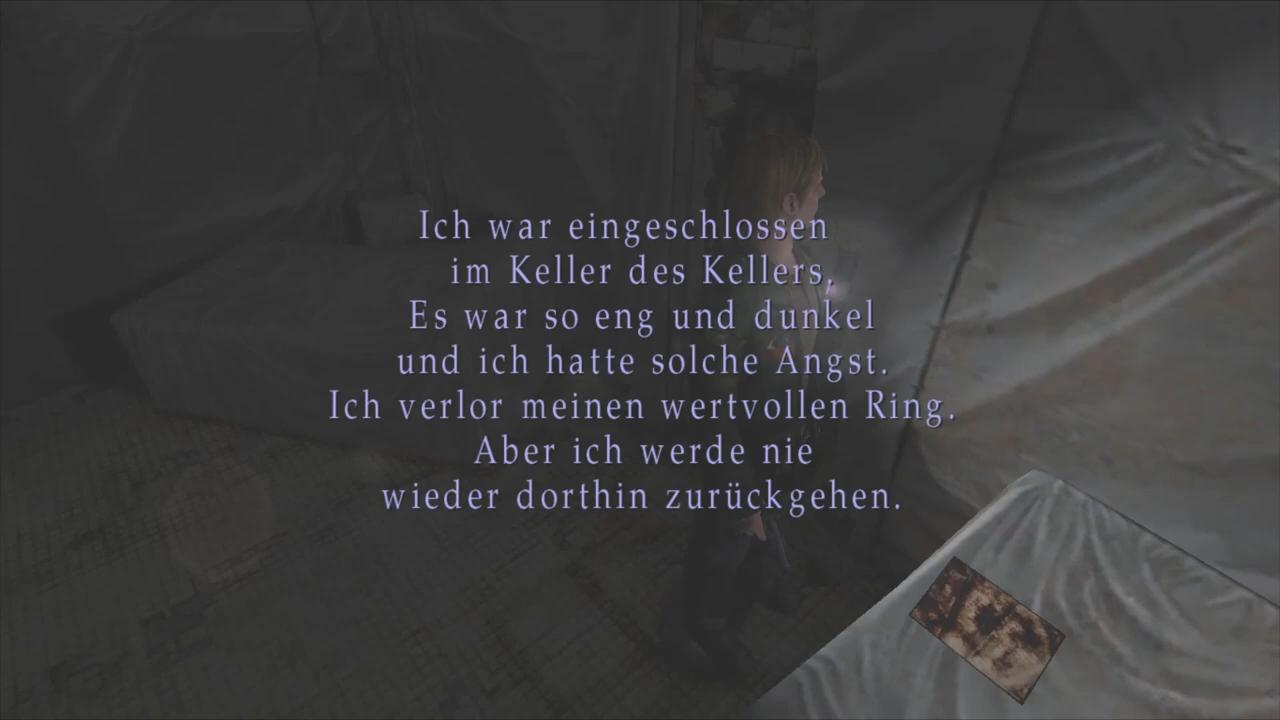 Ich war eingeschlossen
im Keller des Kellers.
Es war so eng und dunkel
und ich hatte solche Angst.
Ich verlor meinen wertvollen Ring.
Aber ich werde nie
wieder dorthin zurückgehen.